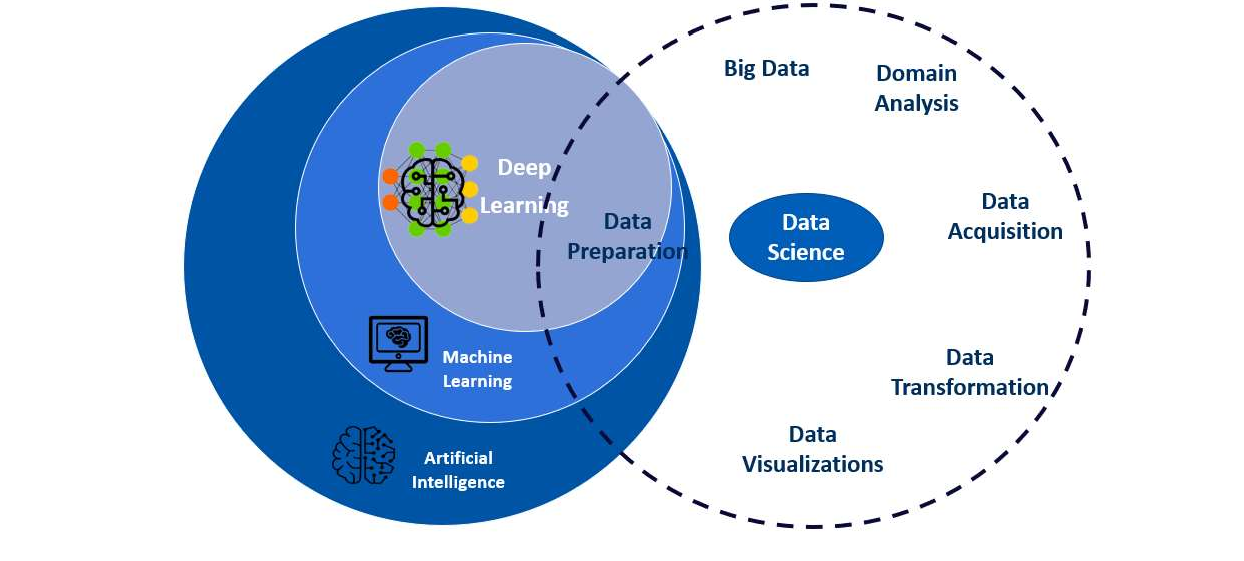 Big Data
Domain
Analysis
Deep
Learning
Data
Preparation
Data
Science
Data
Acquisition
Machine
Learning
Data
Transformation
Data
Visualizations
Artificial
Intelligence